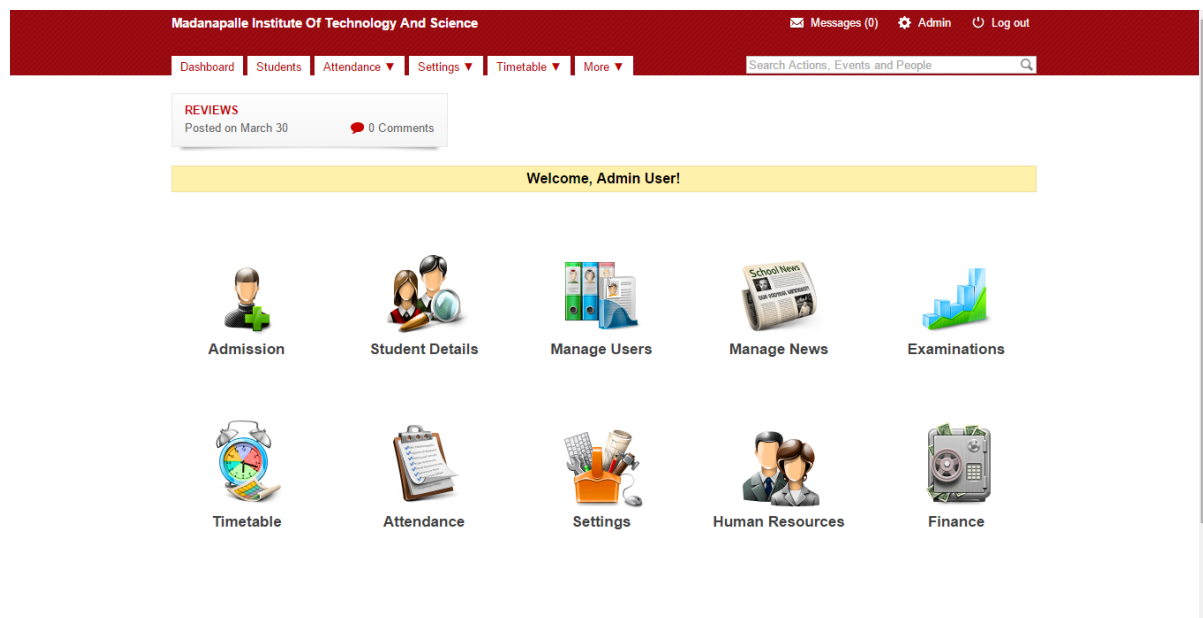 Madanapalle Institute Of Technology And Science
Messages (0) Admin Log out
Dashboard Students Attendance ▼ Settings ▼ Timetable ▼ More ▼ Search Actions, Events and People
REVIEWS
Posted on March 30 0 Comments
Welcome, Admin User!
School News
Admission Student Details Manage Users Manage News Examinations
Timetable Attendance Settings Human Resources Finance